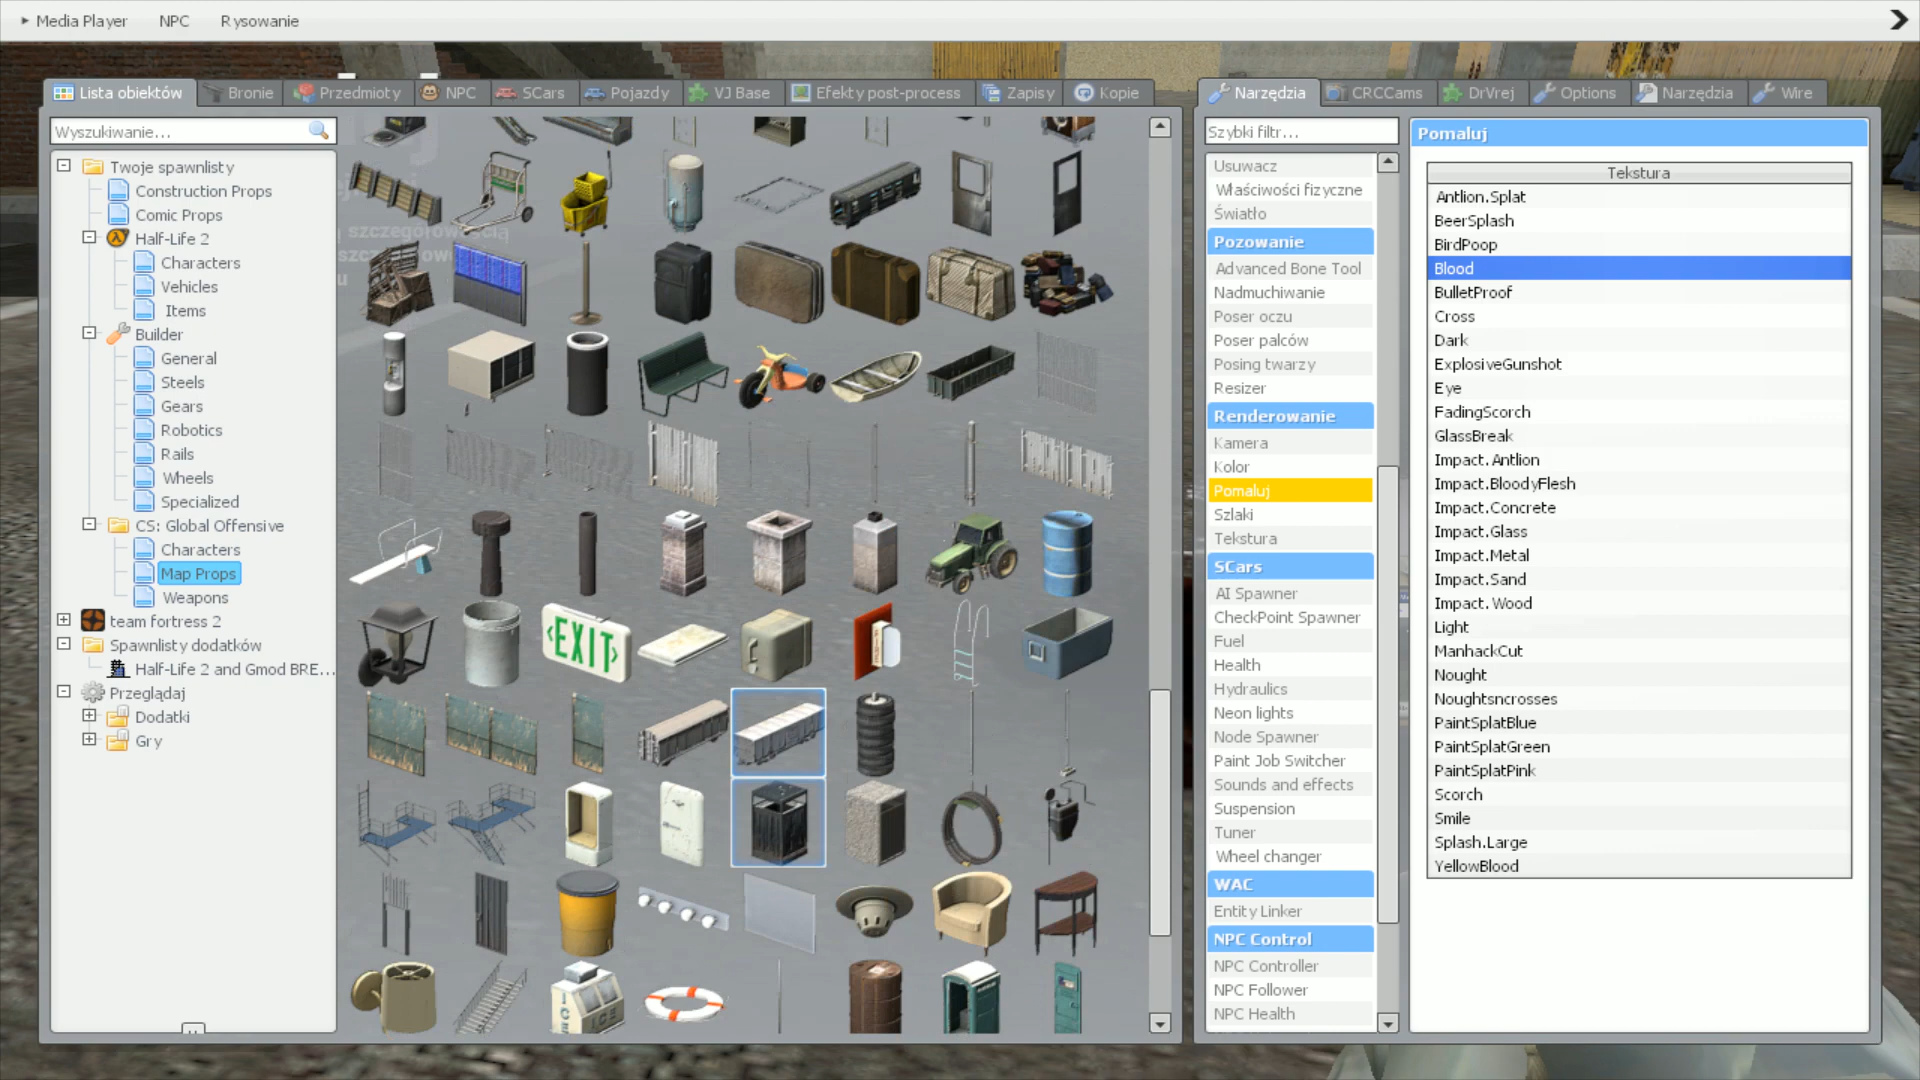 Media Player NPC Rysowanie
Lista obiektów Bronie Przedmioty NPC SCars Pojazdy VJ Base Efekty post-process Zapisy Kopie
Narzędzia CRCCams DrVrej Options Narzędzia Wire
Wyszukiwanie...
Twoje spawnlisty
Construction Props
Comic Props
Half-Life 2
Characters
Vehicles
Items
Builder
General
Steels
Gears
Robotics
Rails
Wheels
Specialized
CS: Global Offensive
Characters
Map Props
Weapons
team fortress 2
Spawnlisty dodatków
Half-Life 2 and Gmod BRE...
Przeglądaj
Dodatki
Gry
EXIT
ICE
ICE
Szybki filtr...
Usuwacz
Właściwości fizyczne
Światło
Pozowanie
Advanced Bone Tool
Nadmuchiwanie
Poser oczu
Poser palców
Posing twarzy
Resizer
Renderowanie
Kamera
Kolor
Pomaluj
Szlaki
Tekstura
SCars
AI Spawner
CheckPoint Spawner
Fuel
Health
Hydraulics
Neon lights
Node Spawner
Paint Job Switcher
Sounds and effects
Suspension
Tuner
Wheel changer
WAC
Entity Linker
NPC Control
NPC Controller
NPC Follower
NPC Health
Pomaluj
Tekstura
Antlion.Splat
BeerSplash
BirdPoop
Blood
BulletProof
Cross
Dark
ExplosiveGunshot
Eye
FadingScorch
GlassBreak
Impact.Antlion
Impact.BloodyFlesh
Impact.Concrete
Impact.Glass
Impact.Metal
Impact.Sand
Impact.Wood
Light
ManhackCut
Nought
Noughtsncrosses
PaintSplatBlue
PaintSplatGreen
PaintSplatPink
Scorch
Smile
Splash.Large
YellowBlood